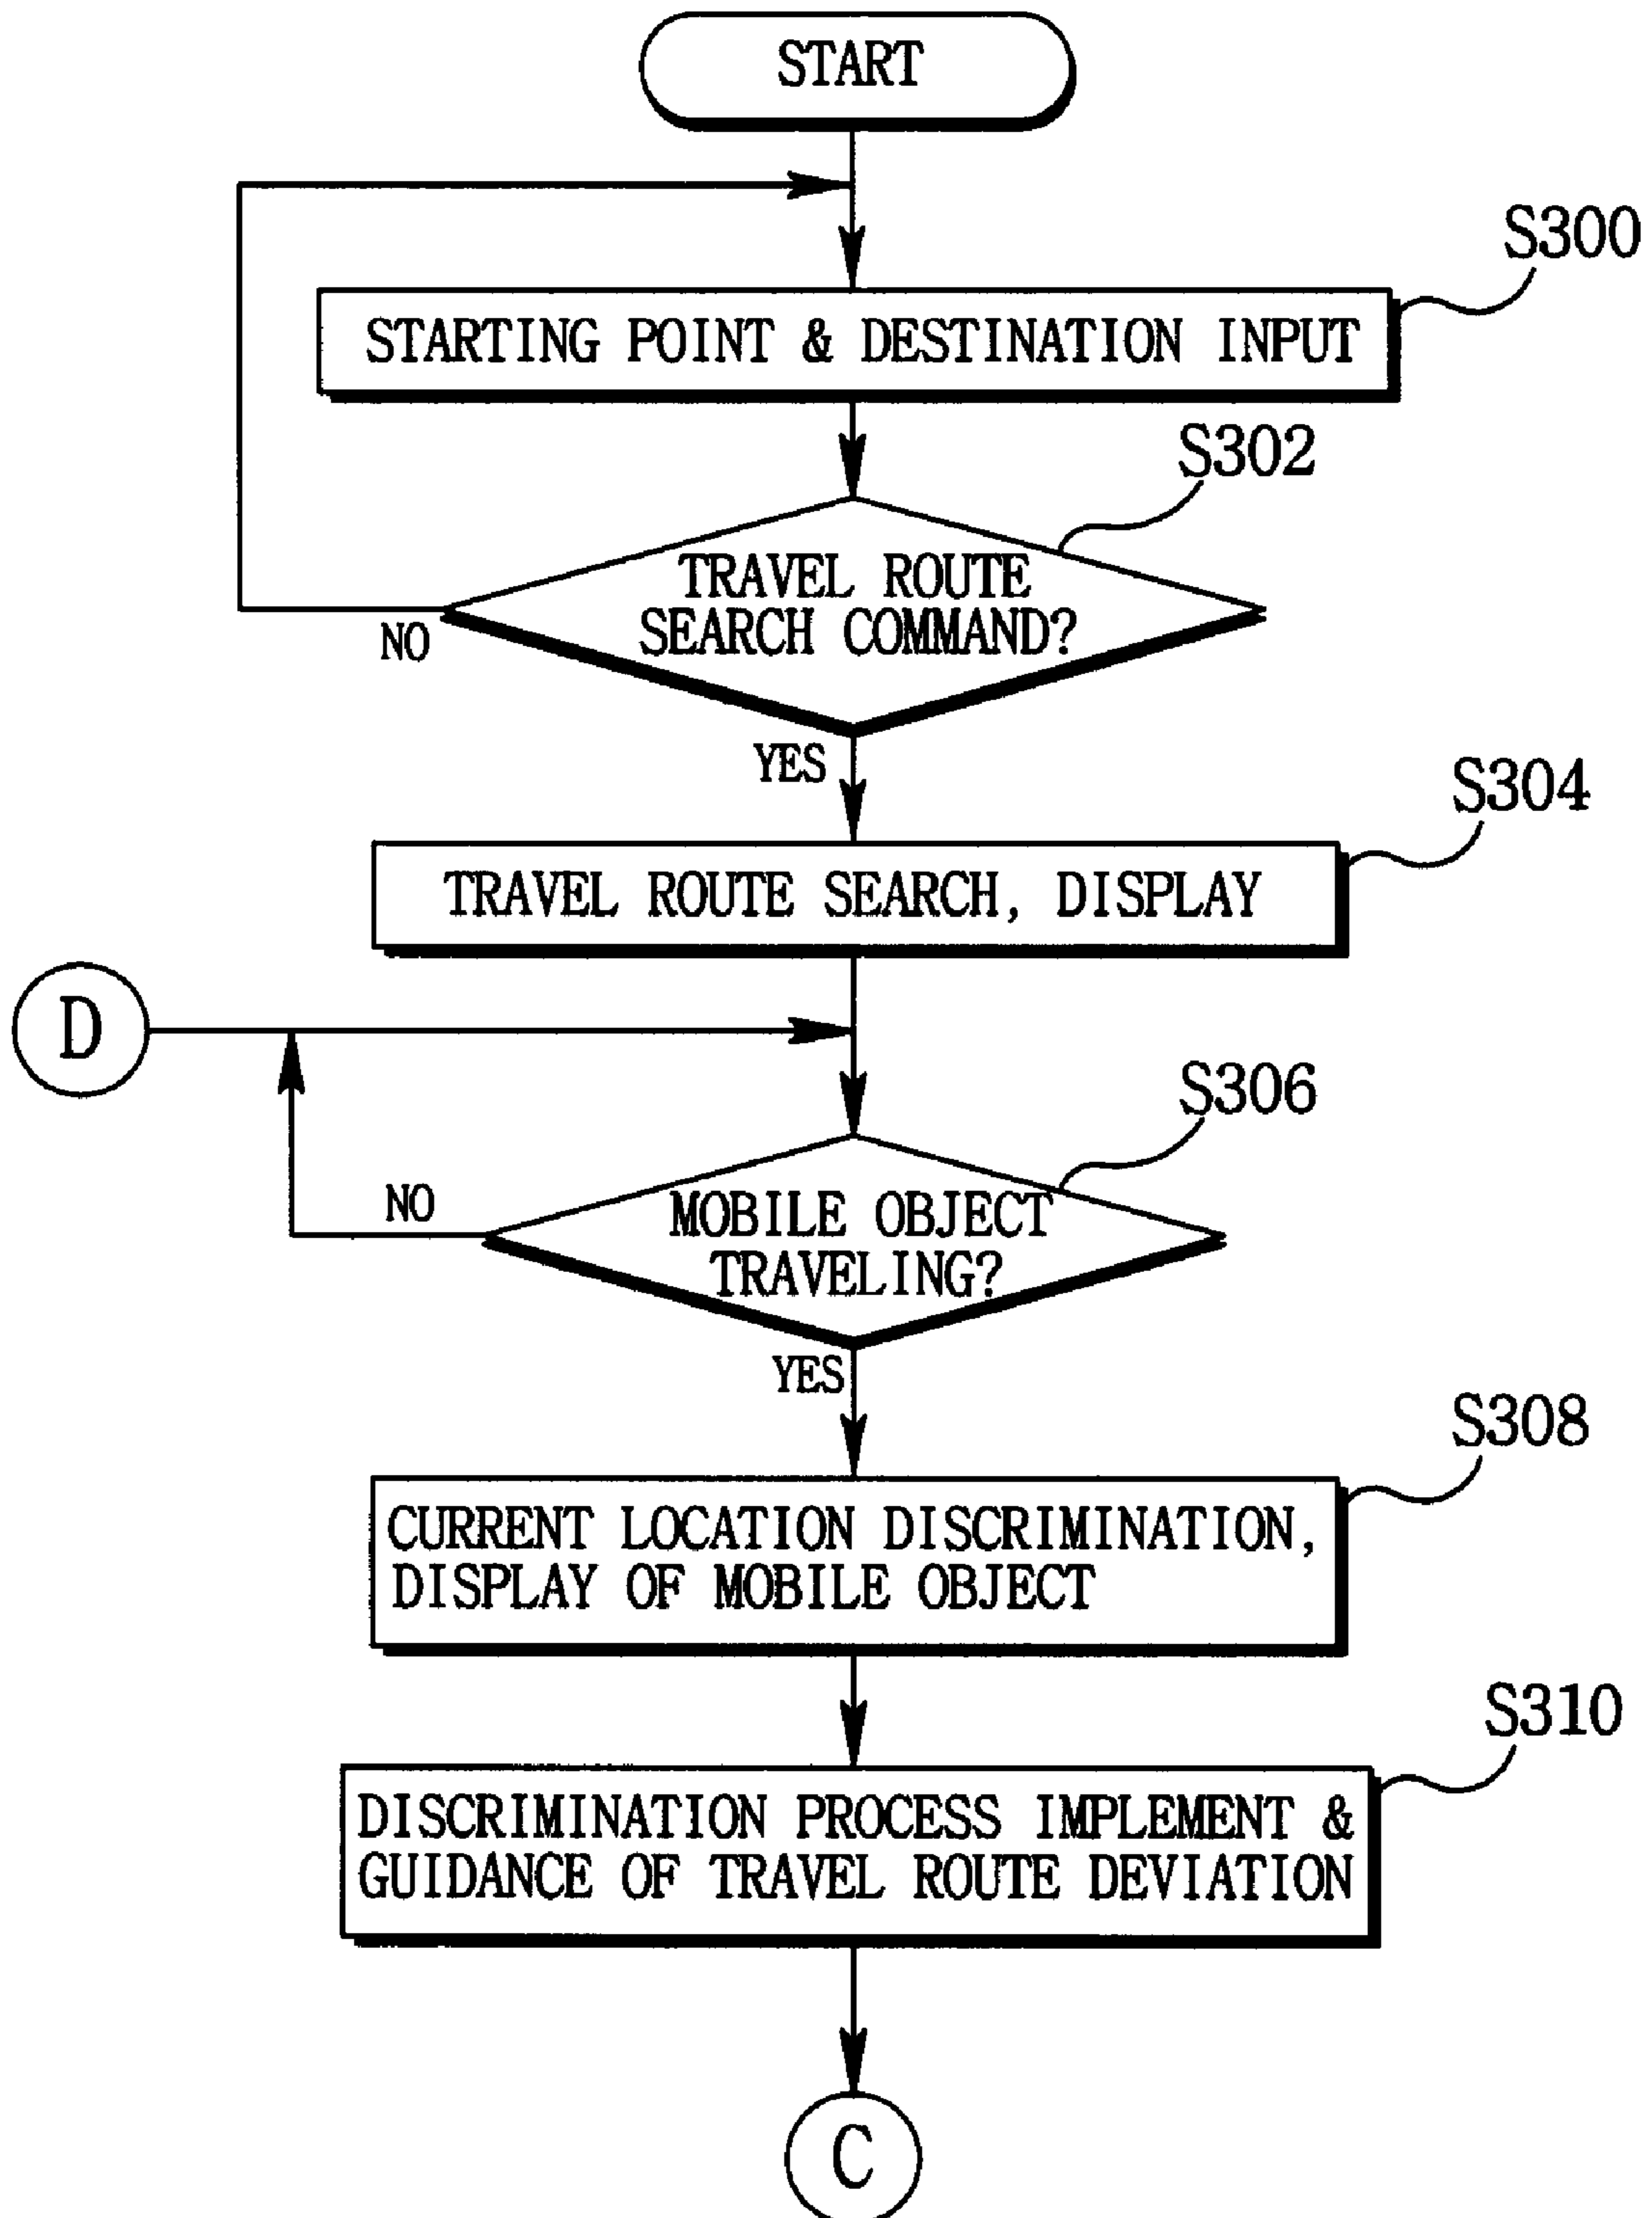 START
S300
STARTING POINT & DESTINATION INPUT
S302
TRAVEL ROUTE
SEARCH COMMAND?
NO
YES
S304
TRAVEL ROUTE SEARCH, DISPLAY
D
S306
NO
MOBILE OBJECT
TRAVELING?
YES
S308
CURRENT LOCATION DISCRIMINATION,
DISPLAY OF MOBILE OBJECT
S310
DISCRIMINATION PROCESS IMPLEMENT &
GUIDANCE OF TRAVEL ROUTE DEVIATION
C